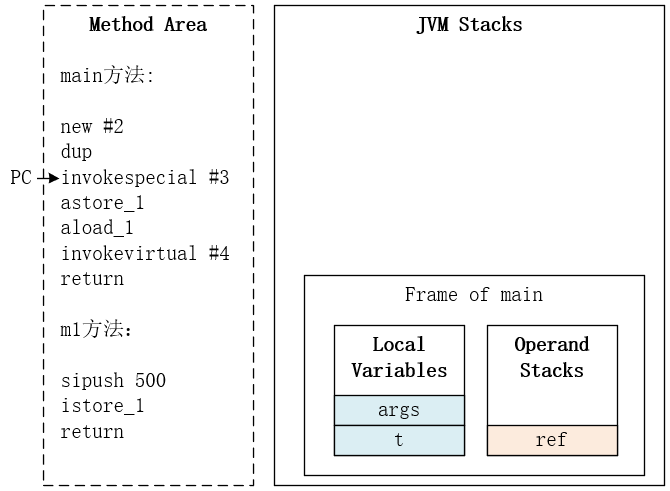 Method Area
main方法:
new #2
dup
PC
invokespecial #3
astore_1
aload_1
invokevirtual #4
return
m1方法：
sipush 500
istore_1
return
JVM Stacks
Frame of main
Local
Variables
args
t
Operand
Stacks
ref